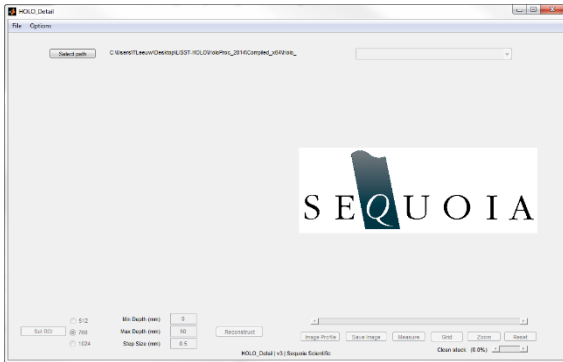 HOLO_Detail
File Options
Select path C:\Users\TLeeuw\Desktop\LISST-HOLO\HoloProc_2014\Compiled_x64\holo_
SEQUOIA
Set ROI
512
768
1024
Min Depth (mm) 0
Max Depth (mm) 50
Step Size (mm) 0.5
Reconstruct
Image Profile Save Image Measure Grid Zoom Reset
Clean stack (0.0%)
HOLO_Detail | v3 | Sequoia Scientific